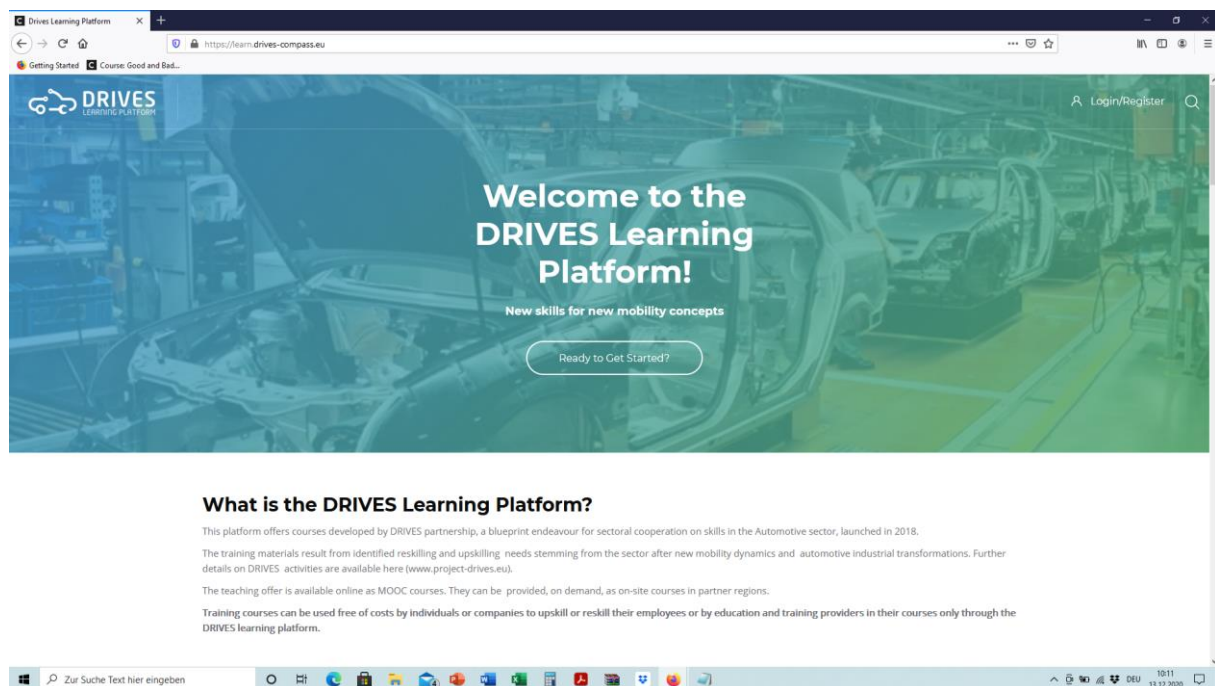 Drives Learning Platform
https://learn.drives-compass.eu
Getting Started Course: Good and Bad...
DRIVES
LEARNING PLATFORM
Login/Register
Welcome to the
DRIVES Learning
Platform!
New skills for new mobility concepts
Ready to Get Started?
What is the DRIVES Learning Platform?
This platform offers courses developed by DRIVES partnership, a blueprint endeavour for sectoral cooperation on skills in the Automotive sector, launched in 2018.
The training materials result from identified reskilling and upskilling needs stemming from the sector after new mobility dynamics and automotive industrial transformations. Further
details on DRIVES activities are available here (www.project-drives.eu).
The teaching offer is available online as MOOC courses. They can be provided, on demand, as on-site courses in partner regions.
Training courses can be used free of costs by individuals or companies to upskill or reskill their employees or by education and training providers in their courses only through the
DRIVES learning platform.
Zur Suche Text hier eingeben
DEU
10:11
13.12.2020